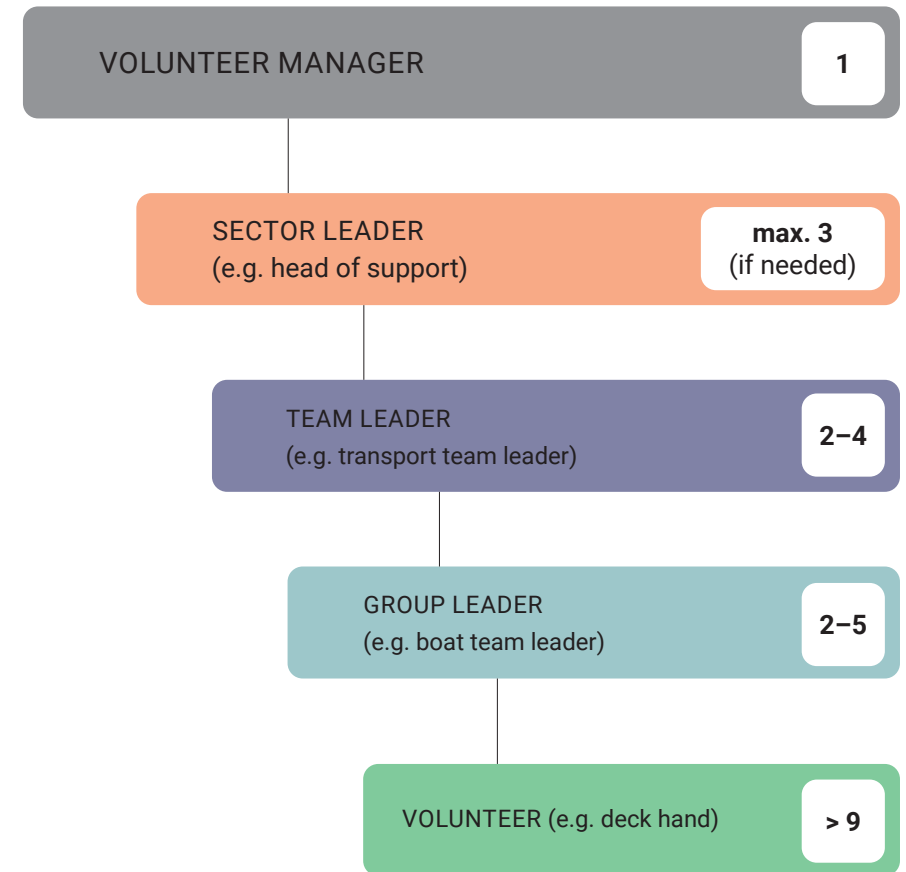 VOLUNTEER MANAGER
1
SECTOR LEADER
(e.g. head of support)
max. 3
(if needed)
TEAM LEADER
(e.g. transport team leader)
2–4
GROUP LEADER
(e.g. boat team leader)
2–5
VOLUNTEER (e.g. deck hand)
> 9